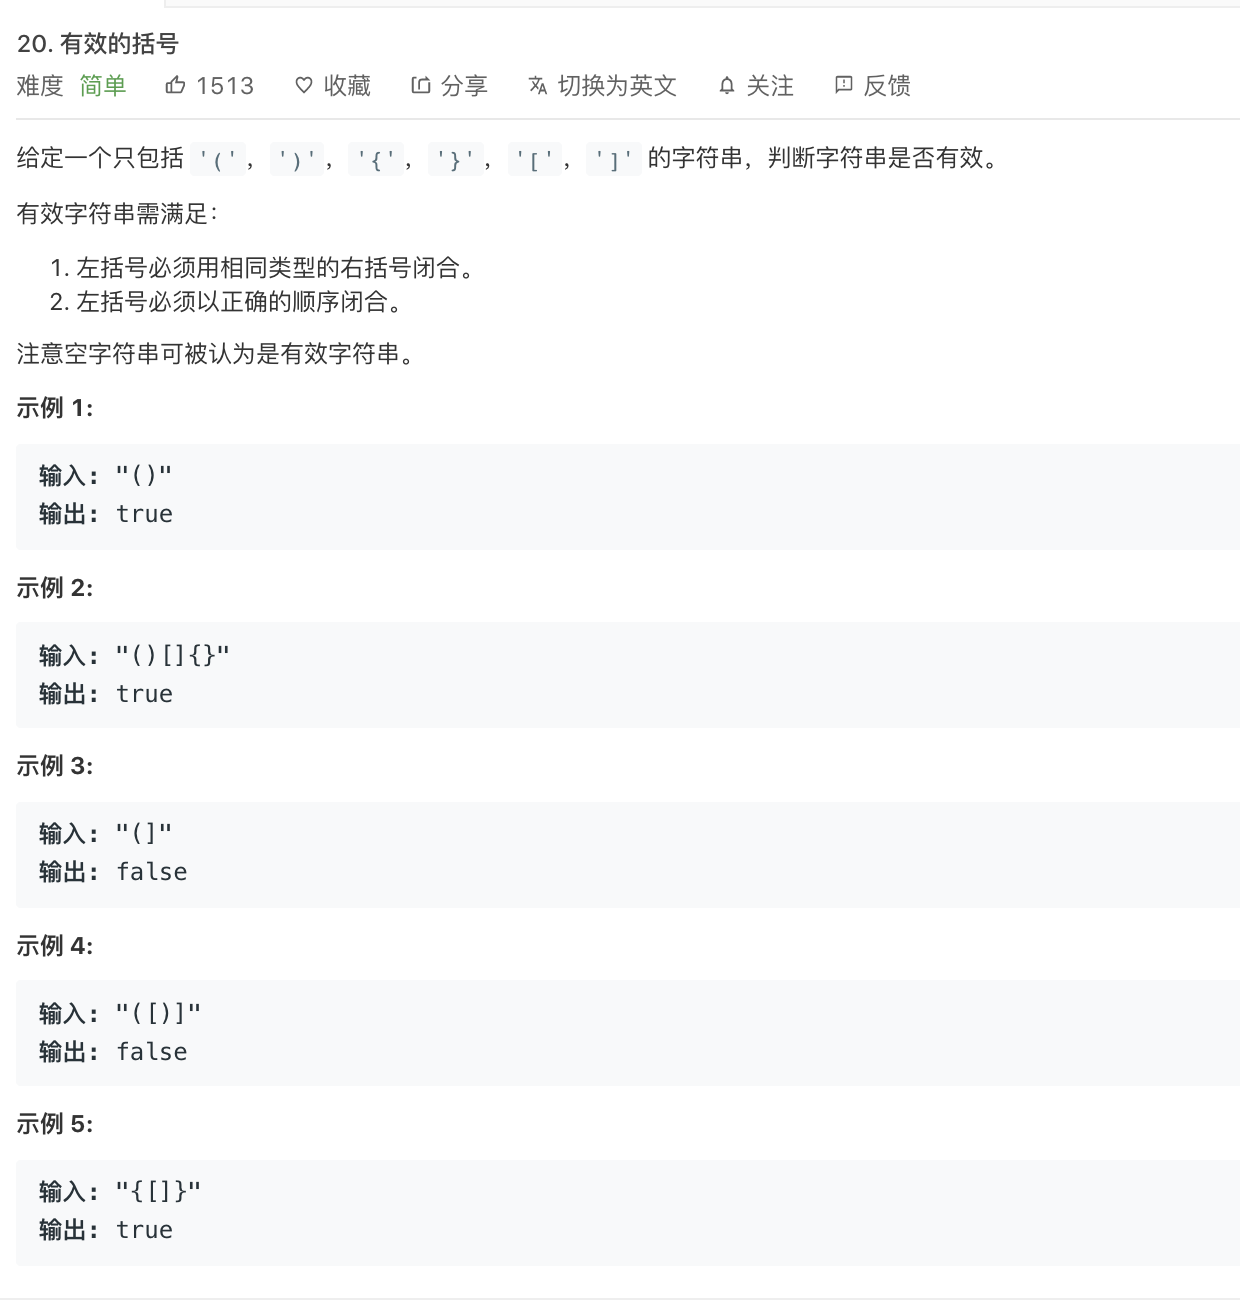 20. 有效的括号
难度 简单 1513 收藏 分享 切换为英文 关注 反馈
给定一个只包括 '('，')'，'{'，'}'，'['，']' 的字符串，判断字符串是否有效。
有效字符串需满足：
1. 左括号必须用相同类型的右括号闭合。
2. 左括号必须以正确的顺序闭合。
注意空字符串可被认为是有效字符串。
示例 1:
输入: "()"
输出: true
示例 2:
输入: "()[]{}"
输出: true
示例 3:
输入: "(]"
输出: false
示例 4:
输入: "([)]"
输出: false
示例 5:
输入: "{[]}"
输出: true